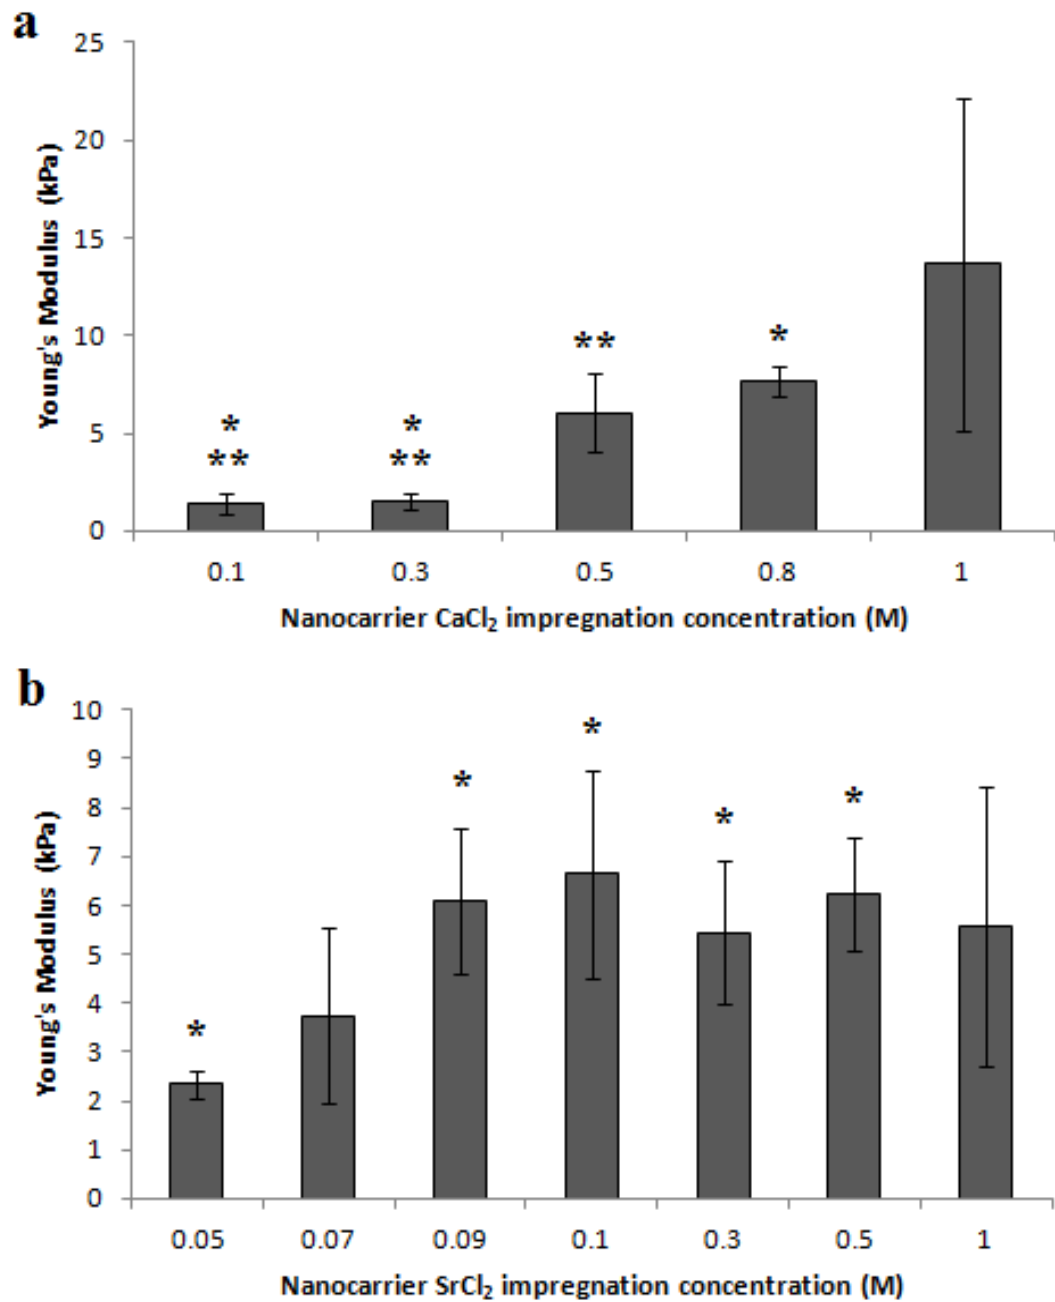 a
25
20
15
10
5
0
Young's Modulus (kPa)
* * ** *
** **
0.1 0.3 0.5 0.8 1
Nanocarrier CaCl₂ impregnation concentration (M)
b
10
9
8
7
6
5
4
3
2
1
0
Young's Modulus (kPa)
* * * * *
0.05 0.07 0.09 0.1 0.3 0.5 1
Nanocarrier SrCl₂ impregnation concentration (M)